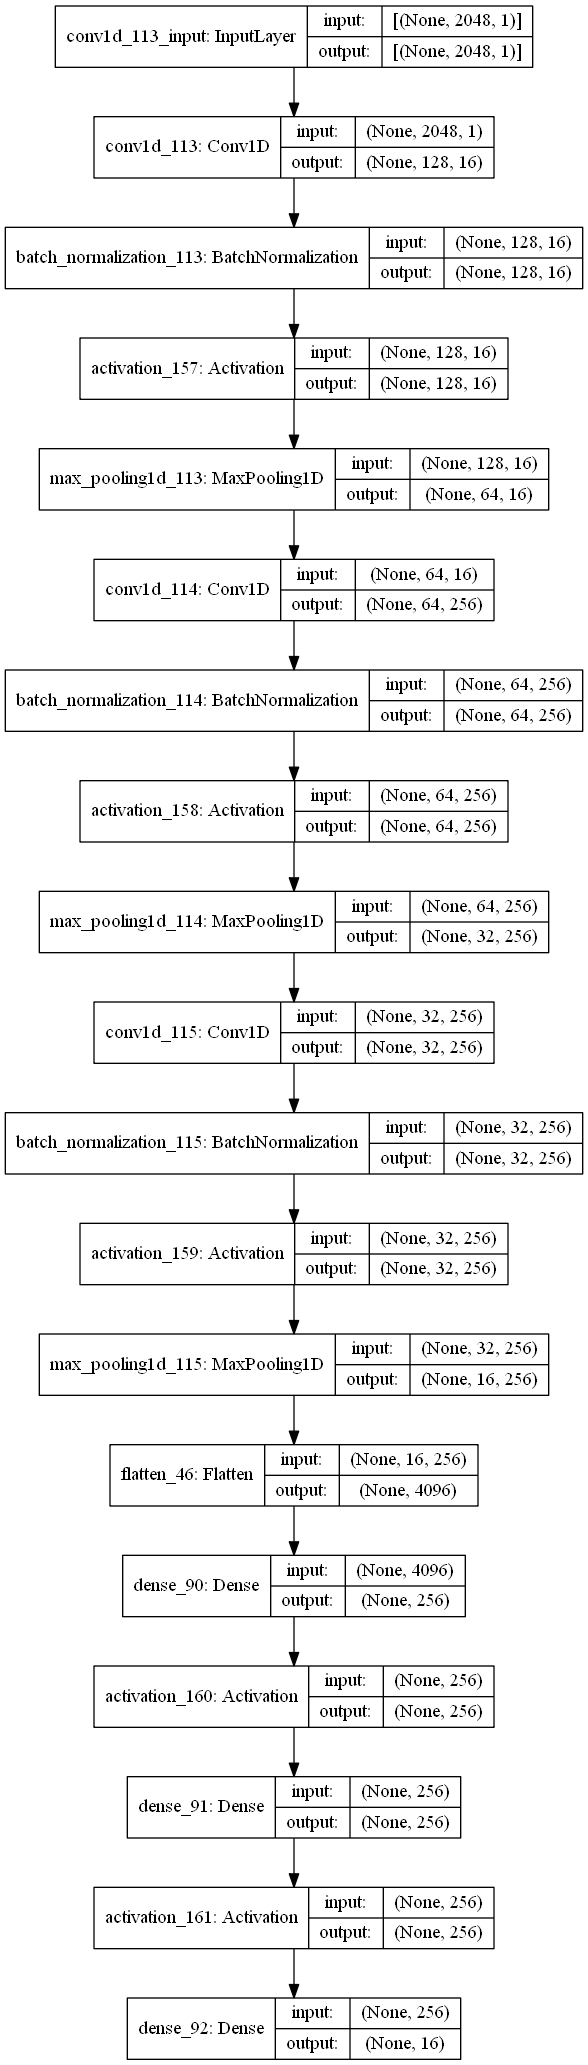 conv1d_113_input: InputLayer
input: [(None, 2048, 1)]
output: [(None, 2048, 1)]
conv1d_113: Conv1D
input: (None, 2048, 1)
output: (None, 128, 16)
batch_normalization_113: BatchNormalization
input: (None, 128, 16)
output: (None, 128, 16)
activation_157: Activation
input: (None, 128, 16)
output: (None, 128, 16)
max_pooling1d_113: MaxPooling1D
input: (None, 128, 16)
output: (None, 64, 16)
conv1d_114: Conv1D
input: (None, 64, 16)
output: (None, 64, 256)
batch_normalization_114: BatchNormalization
input: (None, 64, 256)
output: (None, 64, 256)
activation_158: Activation
input: (None, 64, 256)
output: (None, 64, 256)
max_pooling1d_114: MaxPooling1D
input: (None, 64, 256)
output: (None, 32, 256)
conv1d_115: Conv1D
input: (None, 32, 256)
output: (None, 32, 256)
batch_normalization_115: BatchNormalization
input: (None, 32, 256)
output: (None, 32, 256)
activation_159: Activation
input: (None, 32, 256)
output: (None, 32, 256)
max_pooling1d_115: MaxPooling1D
input: (None, 32, 256)
output: (None, 16, 256)
flatten_46: Flatten
input: (None, 16, 256)
output: (None, 4096)
dense_90: Dense
input: (None, 4096)
output: (None, 256)
activation_160: Activation
input: (None, 256)
output: (None, 256)
dense_91: Dense
input: (None, 256)
output: (None, 256)
activation_161: Activation
input: (None, 256)
output: (None, 256)
dense_92: Dense
input: (None, 256)
output: (None, 16)